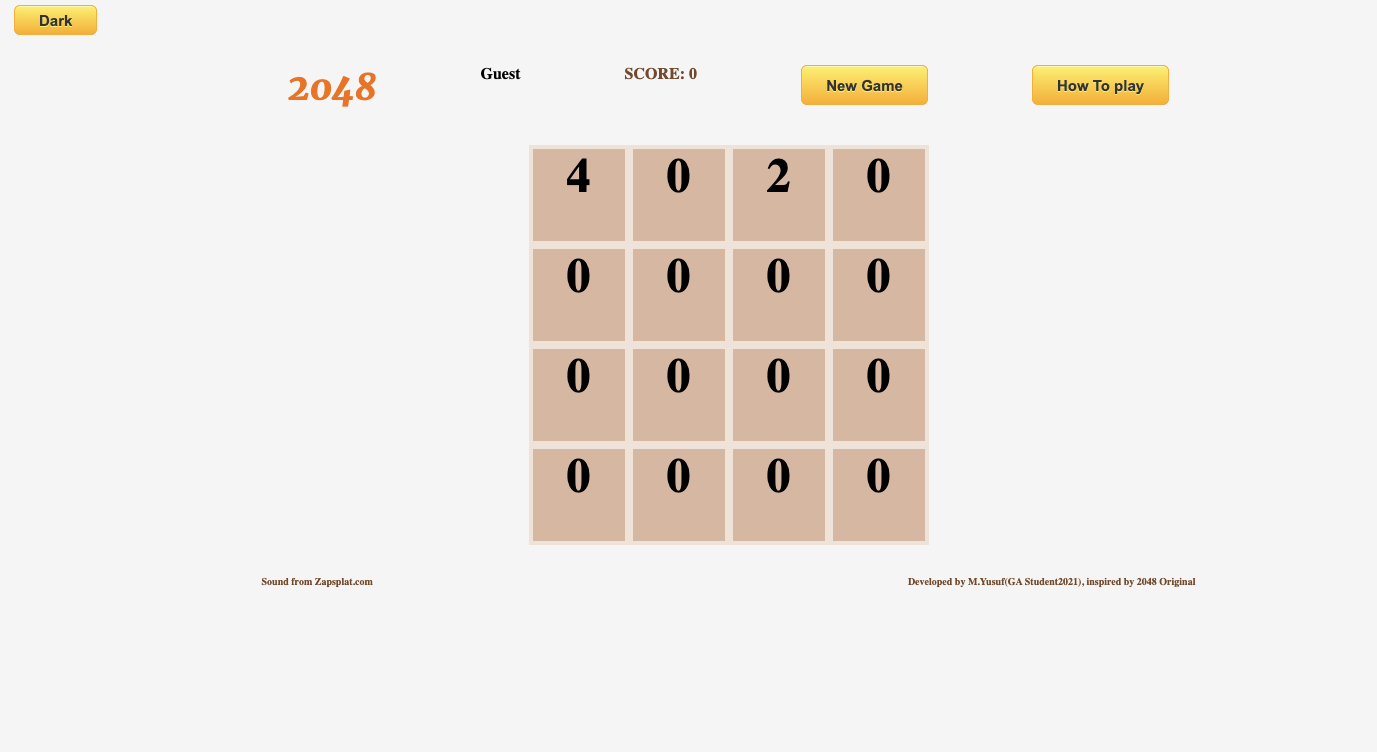 Dark
2048
Guest
SCORE: 0
New Game
How To play
4 0 2 0
0 0 0 0
0 0 0 0
0 0 0 0
Sound from Zapsplat.com
Developed by M.Yusuf(GA Student2021), inspired by 2048 Original